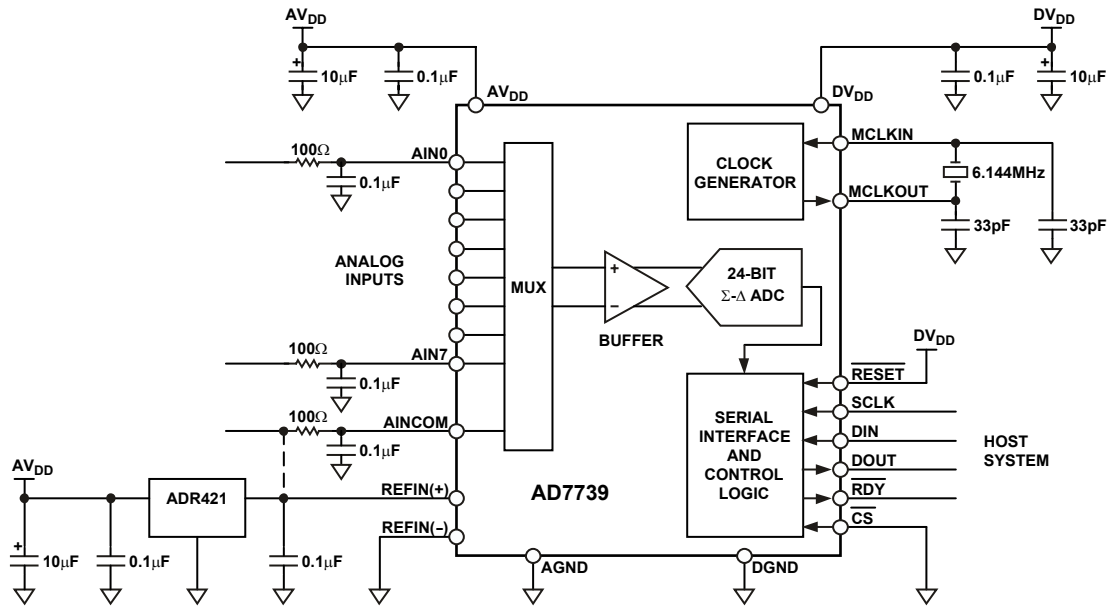 AVDD
DVDD
10μF
0.1μF
0.1μF
10μF
AVDD
DVDD
100Ω
AIN0
0.1μF
CLOCK
GENERATOR
MCLKIN
6.144MHz
MCLKOUT
33pF
33pF
ANALOG
INPUTS
MUX
+
−
BUFFER
24-BIT
Σ-Δ ADC
100Ω
AIN7
0.1μF
DVDD
100Ω
AINCOM
0.1μF
SERIAL
INTERFACE
AND
CONTROL
LOGIC
RESET
SCLK
DIN
DOUT
RDY
CS
HOST
SYSTEM
AVDD
ADR421
REFIN(+)
REFIN(−)
AD7739
10μF
0.1μF
0.1μF
AGND
DGND